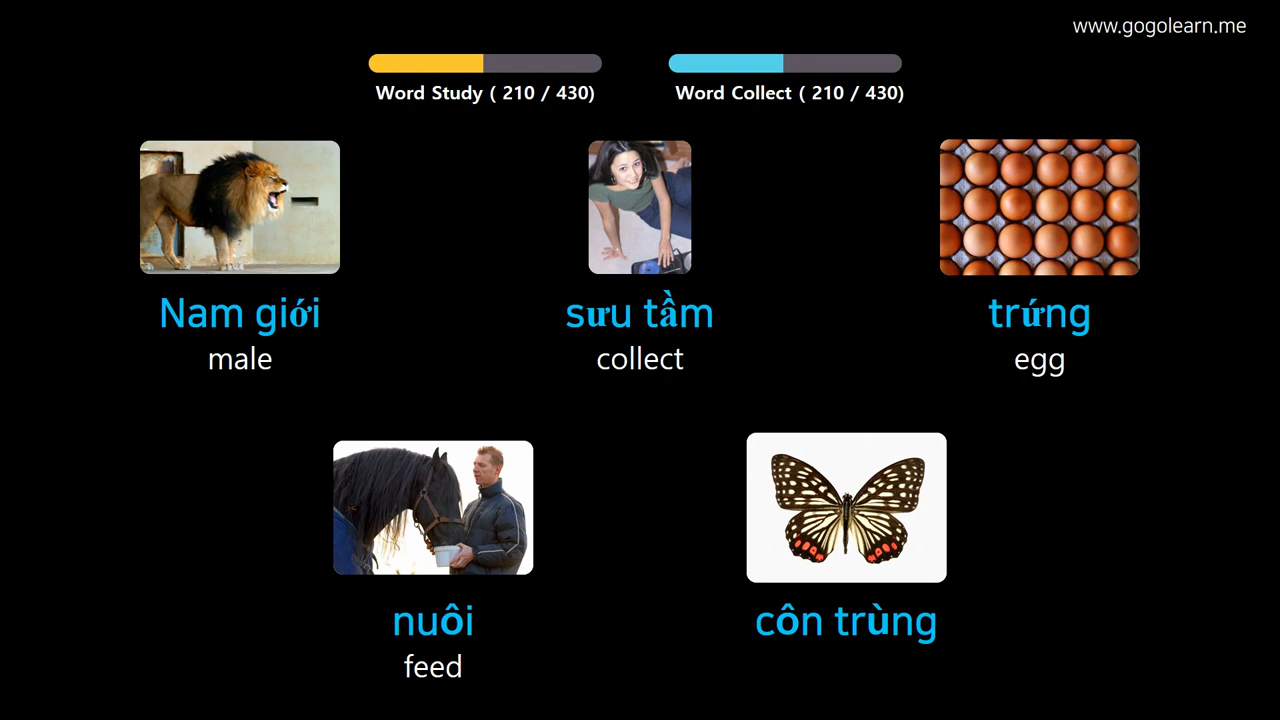 www.gogolearn.me
Word Study ( 210 / 430)
Word Collect ( 210 / 430)
Nam giới
male
sưu tầm
collect
trứng
egg
nuôi
feed
côn trùng